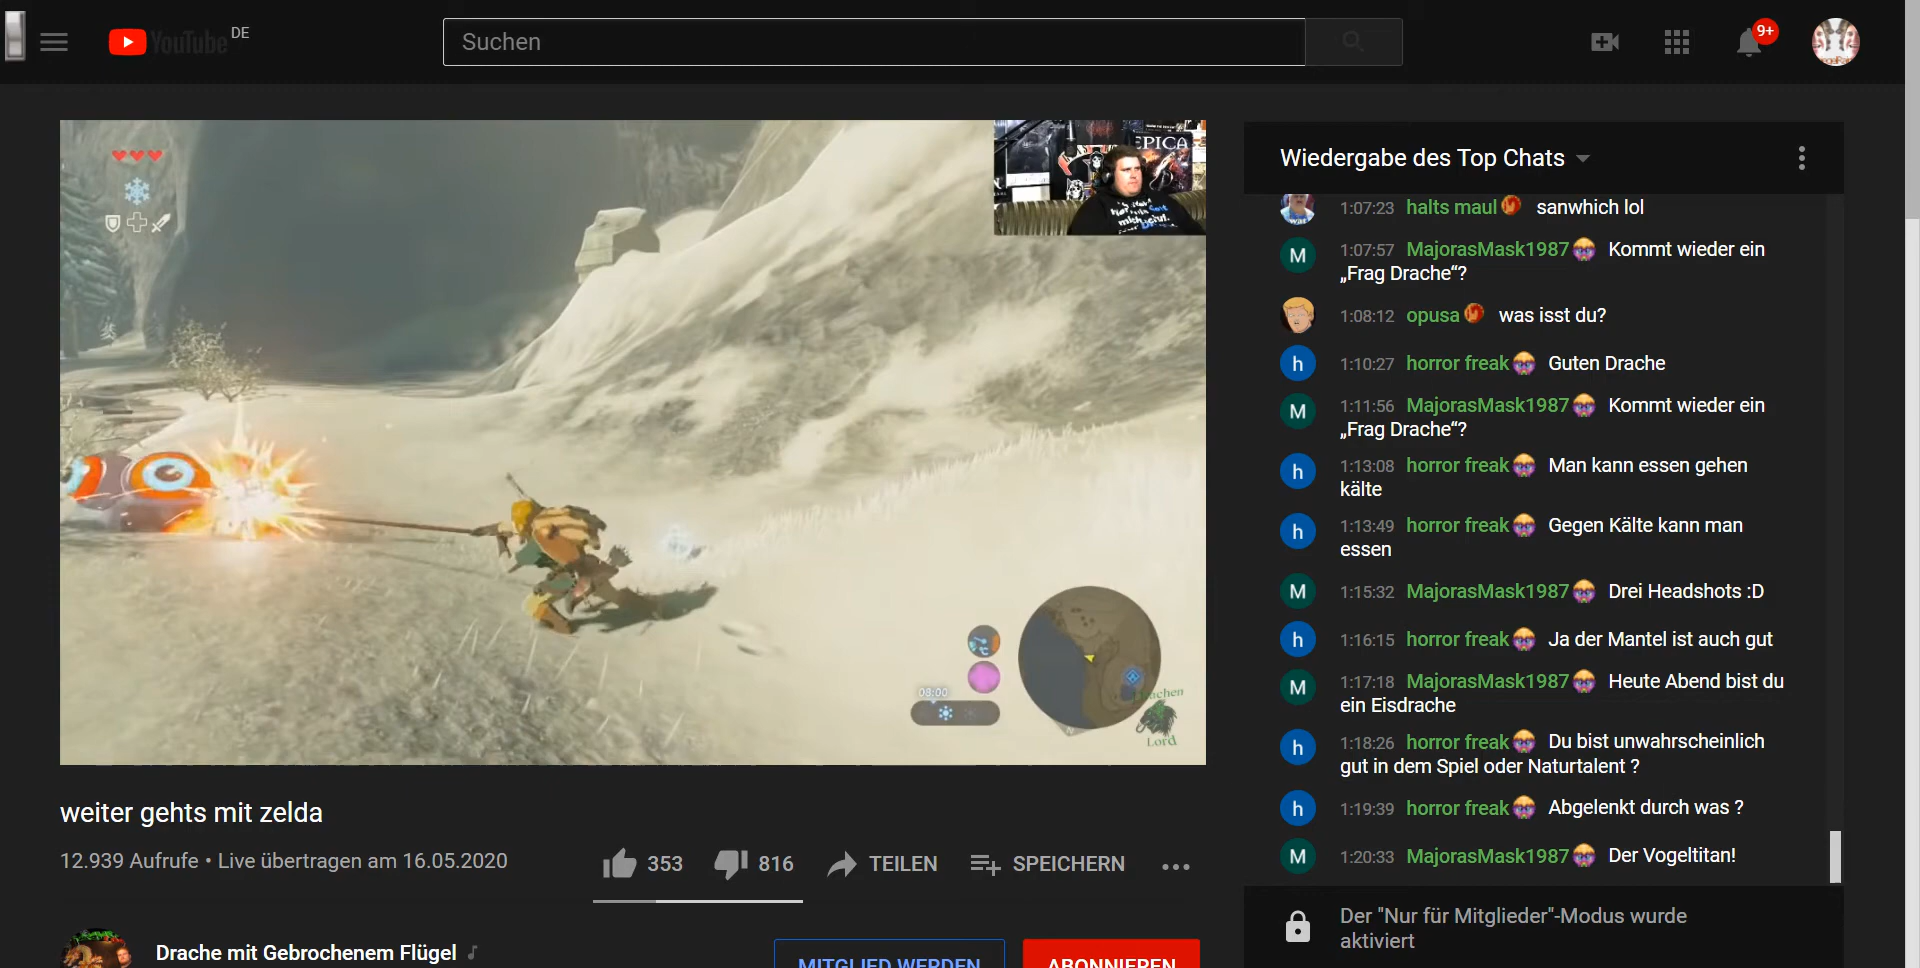 YouTube DE
Suchen
9+
EPICA
Wiedergabe des Top Chats
1:07:23 halts maul sanwhich lol
M 1:07:57 MajorasMask1987 Kommt wieder ein
„Frag Drache“?
1:08:12 opusa was isst du?
h 1:10:27 horror freak Guten Drache
M 1:11:56 MajorasMask1987 Kommt wieder ein
„Frag Drache“?
h 1:13:08 horror freak Man kann essen gehen
kälte
h 1:13:49 horror freak Gegen Kälte kann man
essen
M 1:15:32 MajorasMask1987 Drei Headshots :D
h 1:16:15 horror freak Ja der Mantel ist auch gut
M 1:17:18 MajorasMask1987 Heute Abend bist du
ein Eisdrache
h 1:18:26 horror freak Du bist unwahrscheinlich
gut in dem Spiel oder Naturtalent ?
h 1:19:39 horror freak Abgelenkt durch was ?
M 1:20:33 MajorasMask1987 Der Vogeltitan!
Der "Nur für Mitglieder"-Modus wurde
aktiviert
08:00
Drachen
Lord
weiter gehts mit zelda
12.939 Aufrufe • Live übertragen am 16.05.2020
353 816 TEILEN SPEICHERN
Drache mit Gebrochenem Flügel
MITGLIED WERDEN ABONNIEREN